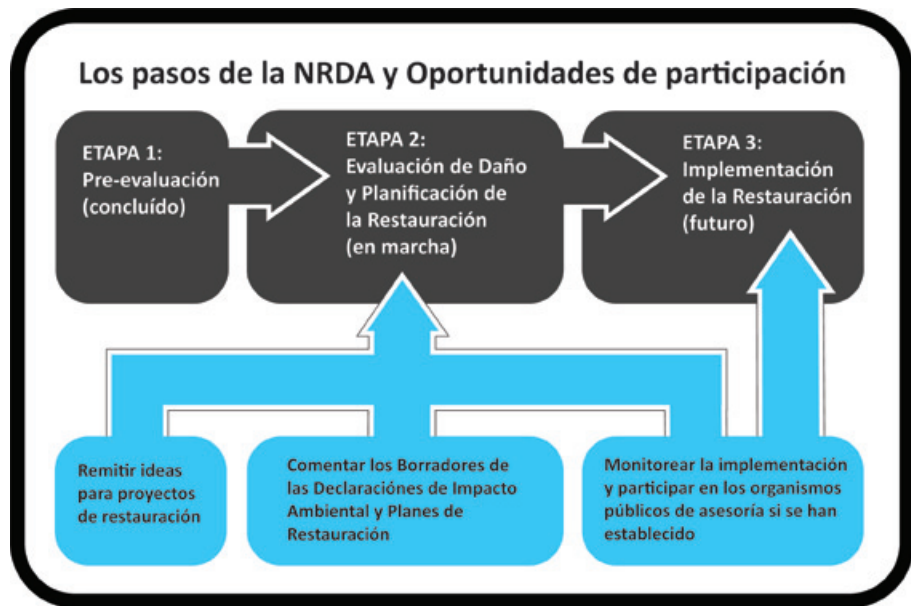 Los pasos de la NRDA y Oportunidades de participación
ETAPA 1:
Pre-evaluación
(concluído)
ETAPA 2:
Evaluación de Daño
y Planificación de
la Restauración
(en marcha)
ETAPA 3:
Implementación
de la Restauración
(futuro)
Remitir ideas
para proyectos
de restauración
Comentar los Borradores de
las Declaraciónes de Impacto
Ambiental y Planes de
Restauración
Monitorear la implementación
y participar en los organismos
públicos de asesoría si se han
establecido